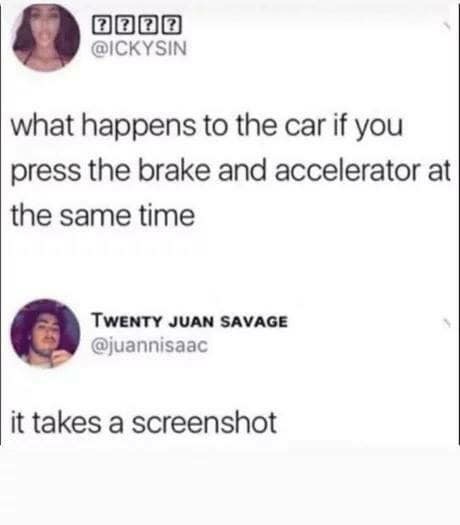 @ICKYSIN
what happens to the car if you
press the brake and accelerator at
the same time
TWENTY JUAN SAVAGE
@juannisaac
it takes a screenshot